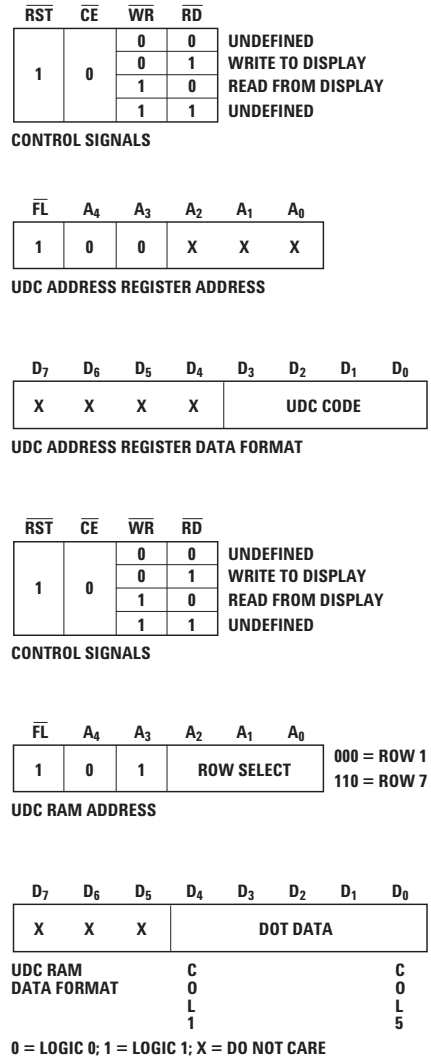 RST CE WR RD
0 0 UNDEFINED
1 0 0 1 WRITE TO DISPLAY
1 0 READ FROM DISPLAY
1 1 UNDEFINED
CONTROL SIGNALS
FL A4 A3 A2 A1 A0
1 0 0 X X X
UDC ADDRESS REGISTER ADDRESS
D7 D6 D5 D4 D3 D2 D1 D0
X X X X UDC CODE
UDC ADDRESS REGISTER DATA FORMAT
RST CE WR RD
0 0 UNDEFINED
1 0 0 1 WRITE TO DISPLAY
1 0 READ FROM DISPLAY
1 1 UNDEFINED
CONTROL SIGNALS
FL A4 A3 A2 A1 A0
1 0 1 ROW SELECT 000 = ROW 1
110 = ROW 7
UDC RAM ADDRESS
D7 D6 D5 D4 D3 D2 D1 D0
X X X DOT DATA
UDC RAM C C
DATA FORMAT O O
L L
1 5
0 = LOGIC 0; 1 = LOGIC 1; X = DO NOT CARE